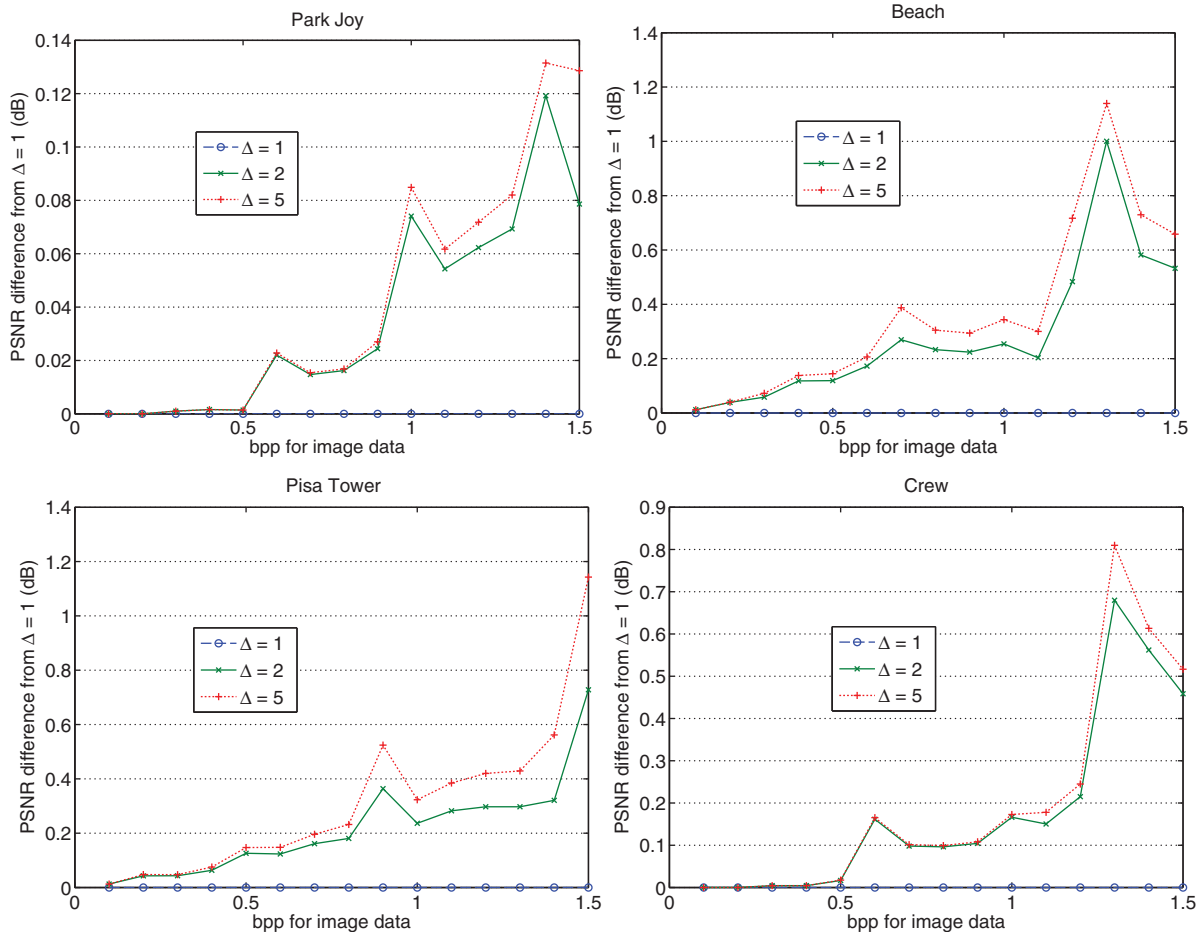 Park Joy
0.14
0.12
0.1
0.08
0.06
0.04
0.02
0
PSNR difference from Δ = 1 (dB)
Δ = 1
Δ = 2
Δ = 5
0
0.5
1
1.5
bpp for image data
Beach
1.4
1.2
1
0.8
0.6
0.4
0.2
0
PSNR difference from Δ = 1 (dB)
Δ = 1
Δ = 2
Δ = 5
0
0.5
1
1.5
bpp for image data
Pisa Tower
1.4
1.2
1
0.8
0.6
0.4
0.2
0
PSNR difference from Δ = 1 (dB)
Δ = 1
Δ = 2
Δ = 5
0
0.5
1
1.5
bpp for image data
Crew
0.9
0.8
0.7
0.6
0.5
0.4
0.3
0.2
0.1
0
PSNR difference from Δ = 1 (dB)
Δ = 1
Δ = 2
Δ = 5
0
0.5
1
1.5
bpp for image data